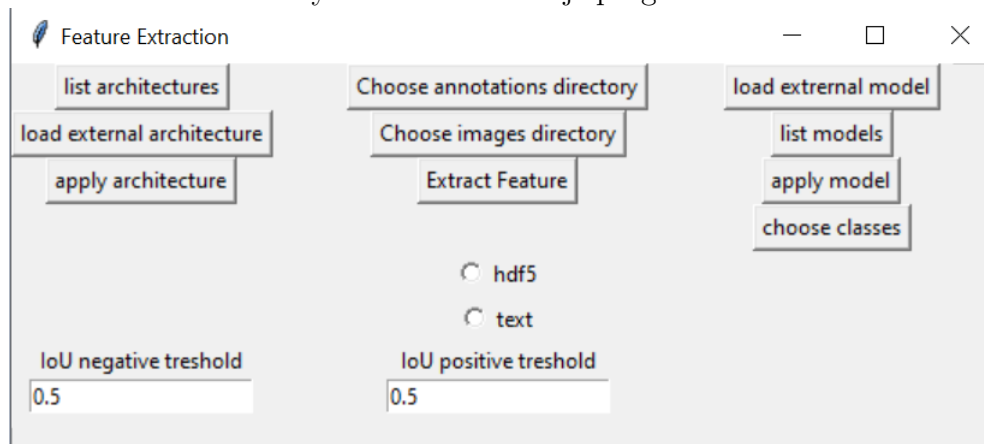 Feature Extraction
list architectures Choose annotations directory load extrernal model
load external architecture Choose images directory list models
apply architecture Extract Feature apply model
choose classes
hdf5
text
IoU negative treshold IoU positive treshold
0.5 0.5